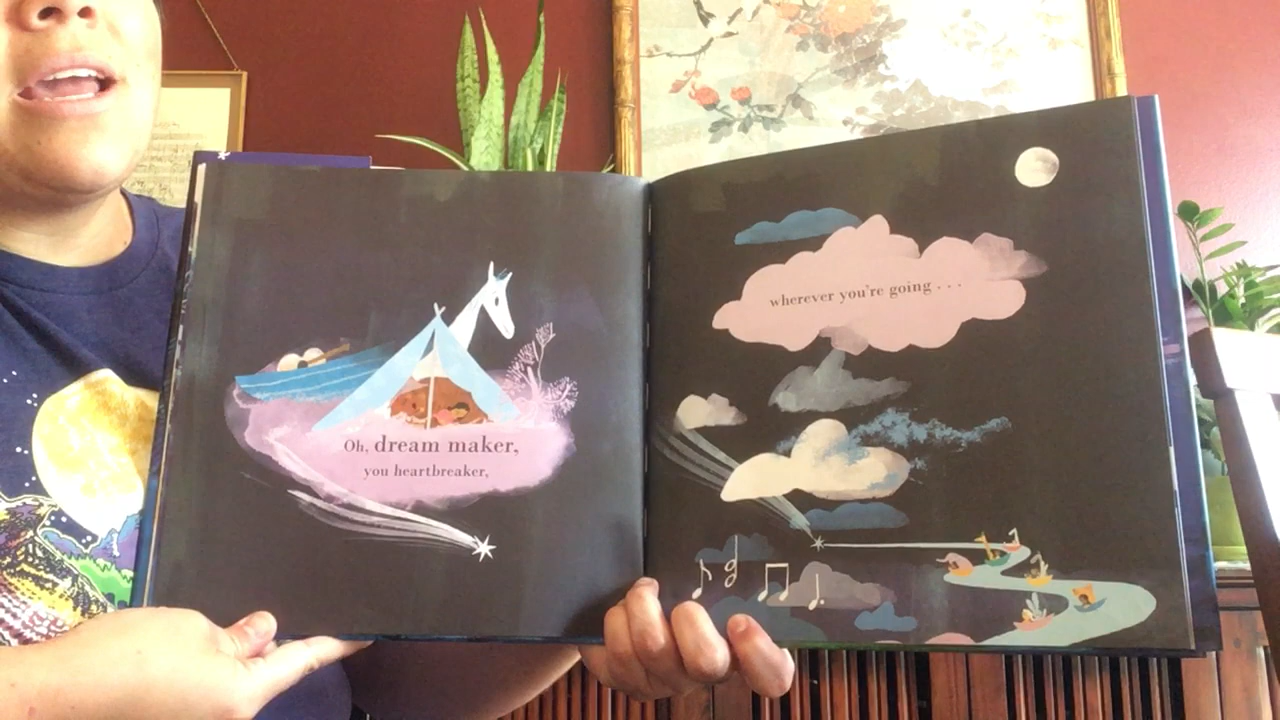 Oh, dream maker,
you heartbreaker,
wherever you're going . . .